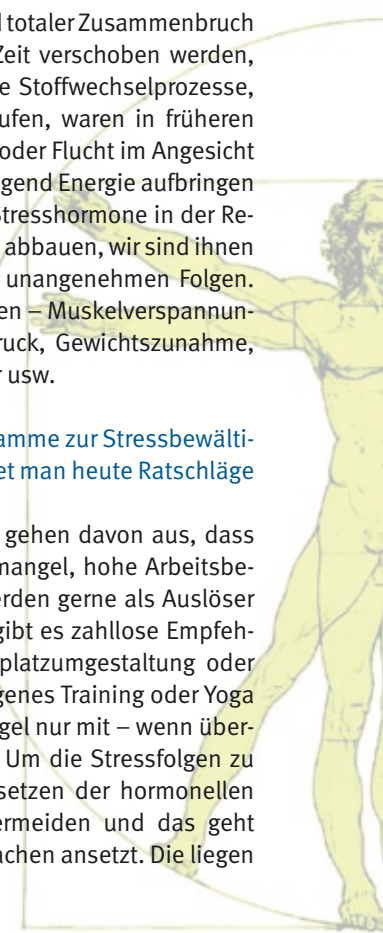 totaler Zusammenbruch
Zeit verschoben werden,
e Stoffwechselprozesse,
ufen, waren in früheren
oder Flucht im Angesicht
gend Energie aufbringen
Stresshormone in der Re-
abbauen, wir sind ihnen
unangenehmen Folgen.
en – Muskelverspannun-
ruck, Gewichtszunahme,
r usw.
amme zur Stressbewälti-
et man heute Ratschläge
gehen davon aus, dass
mangel, hohe Arbeitsbe-
erden gerne als Auslöser
gibt es zahllose Empfeh-
platzumgestaltung oder
genes Training oder Yoga
gel nur mit – wenn über-
Um die Stressfolgen zu
setzen der hormonellen
ermeiden und das geht
achen ansetzt. Die liegen